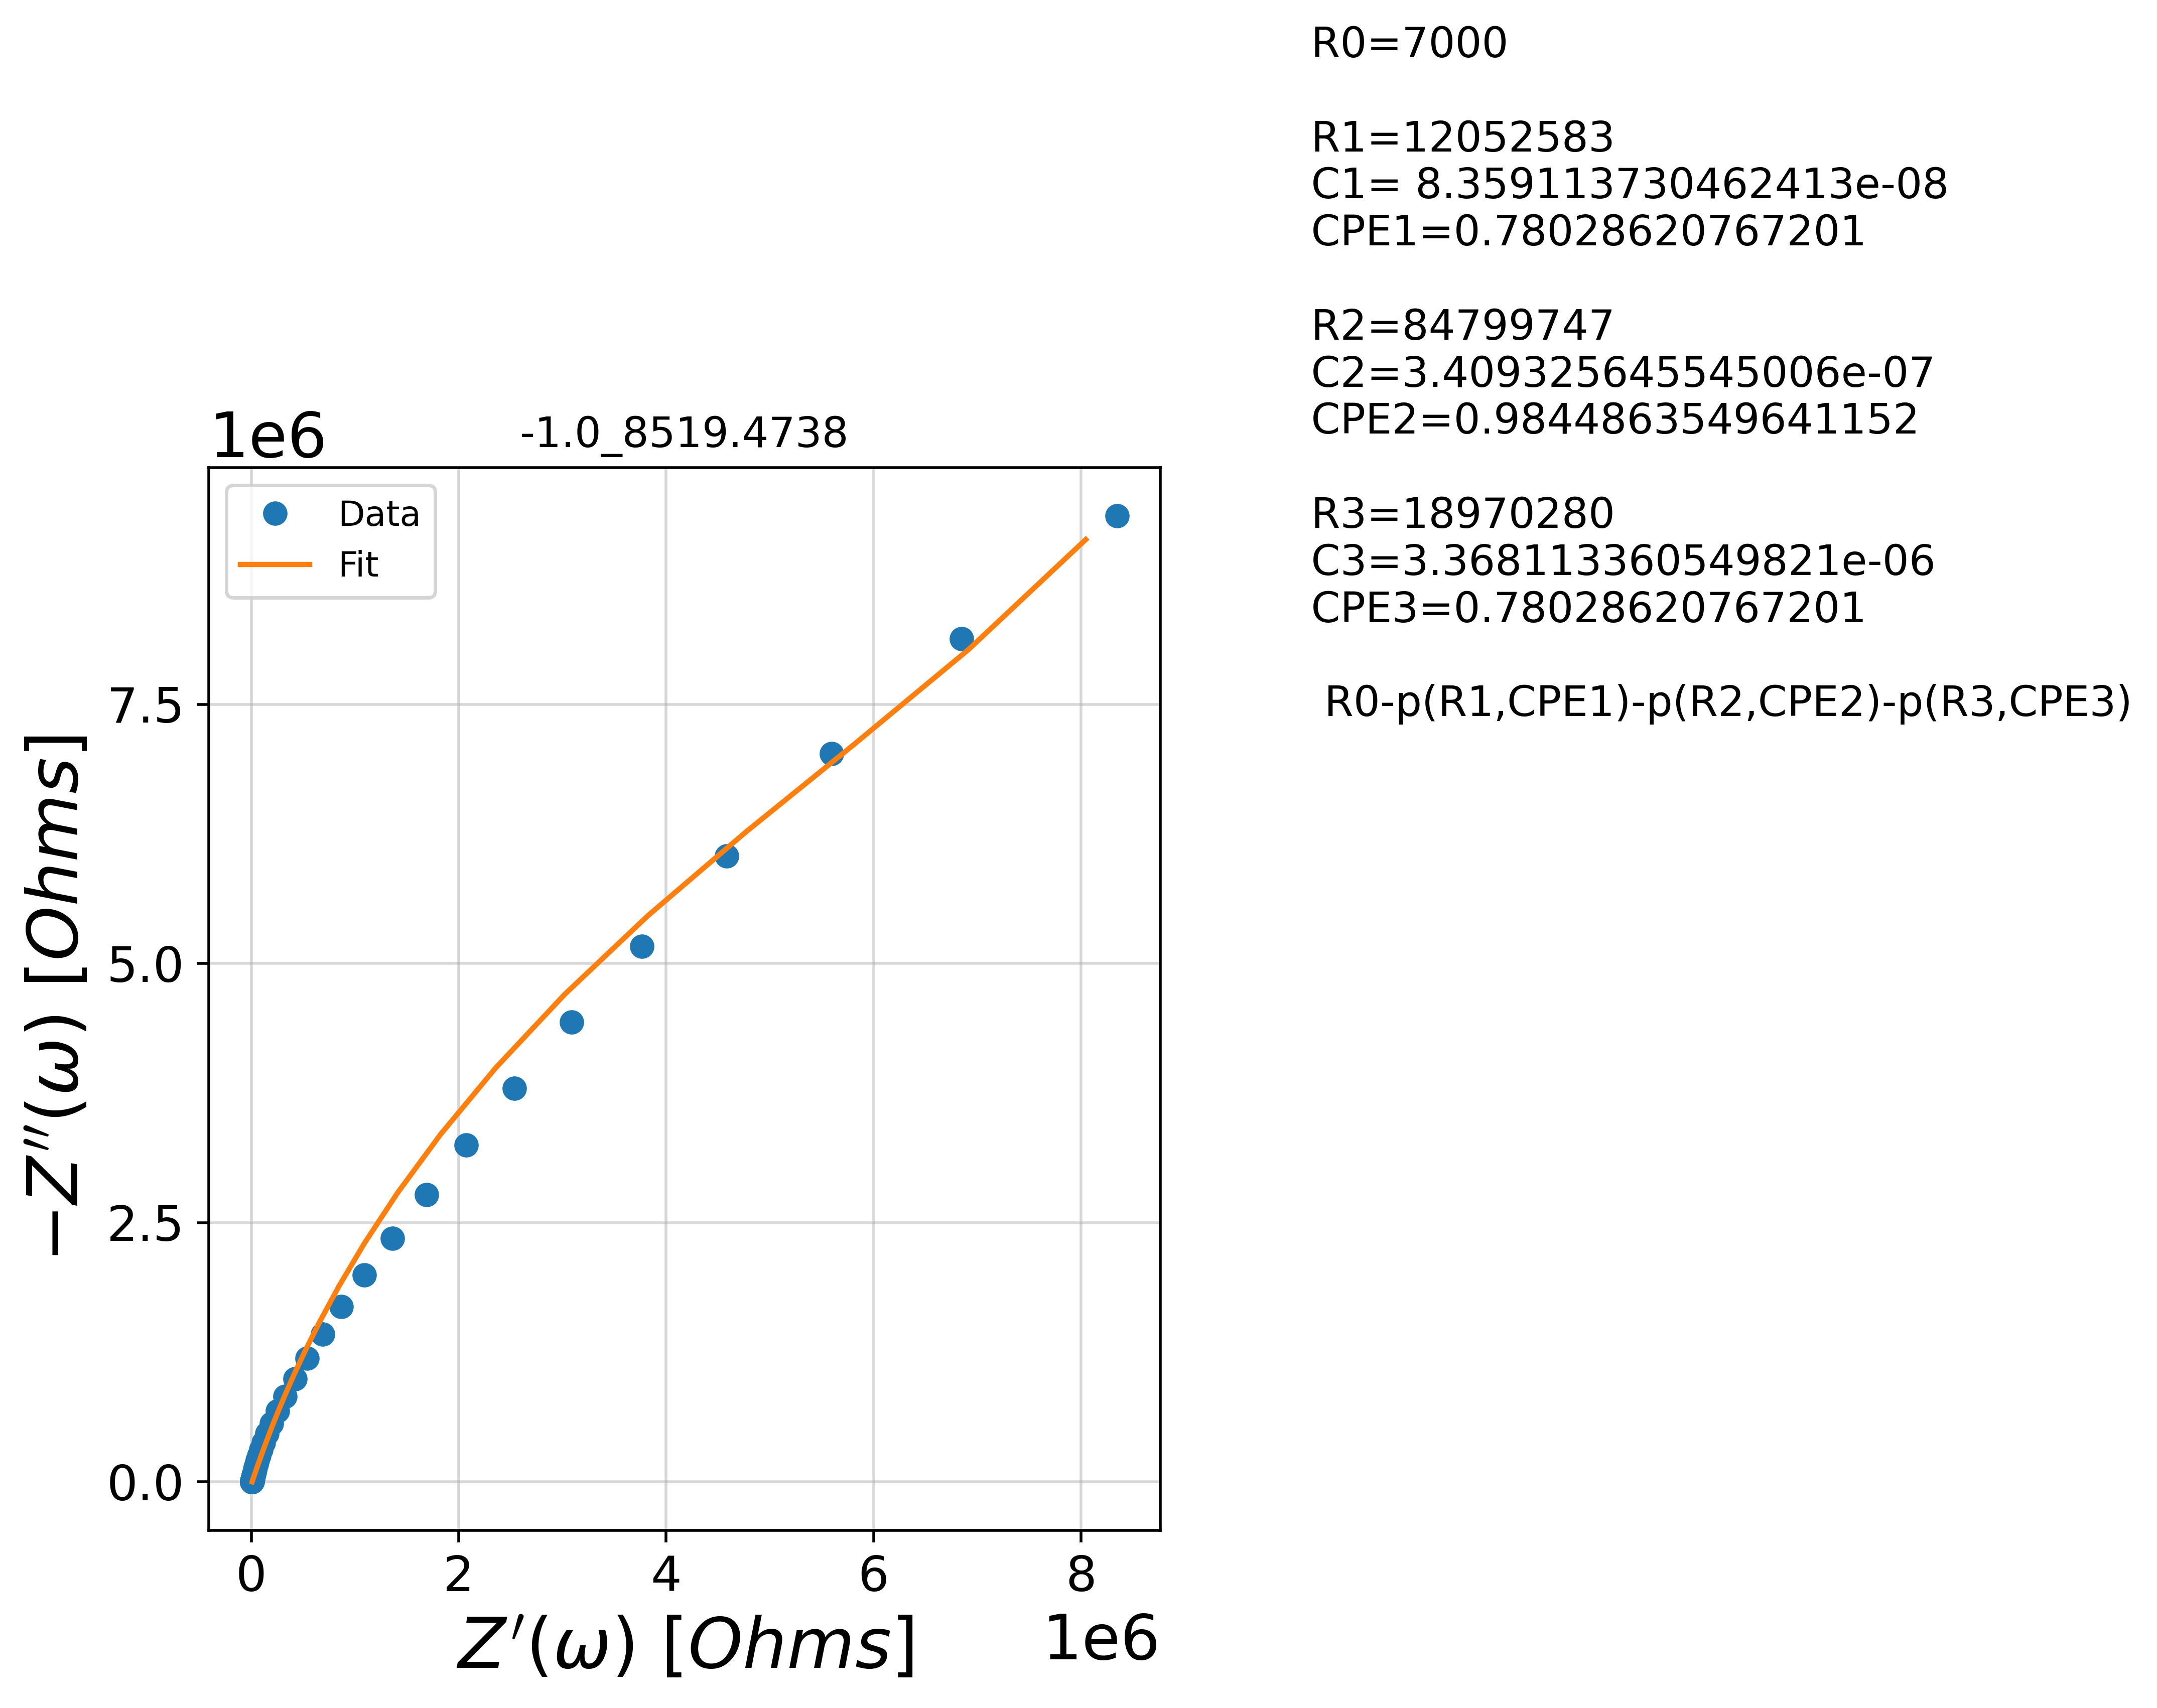 R0=7000
R1=12052583
C1= 8.359113730462413e-08
CPE1=0.78028620767201
R2=84799747
C2=3.409325645545006e-07
CPE2=0.9844863549641152
R3=18970280
C3=3.368113360549821e-06
CPE3=0.78028620767201
R0-p(R1,CPE1)-p(R2,CPE2)-p(R3,CPE3)
1e6
-1.0_8519.4738
Data
Fit
7.5
5.0
2.5
0.0
−Z′′(ω) [Ohms]
0 2 4 6 8
Z′(ω) [Ohms]
1e6